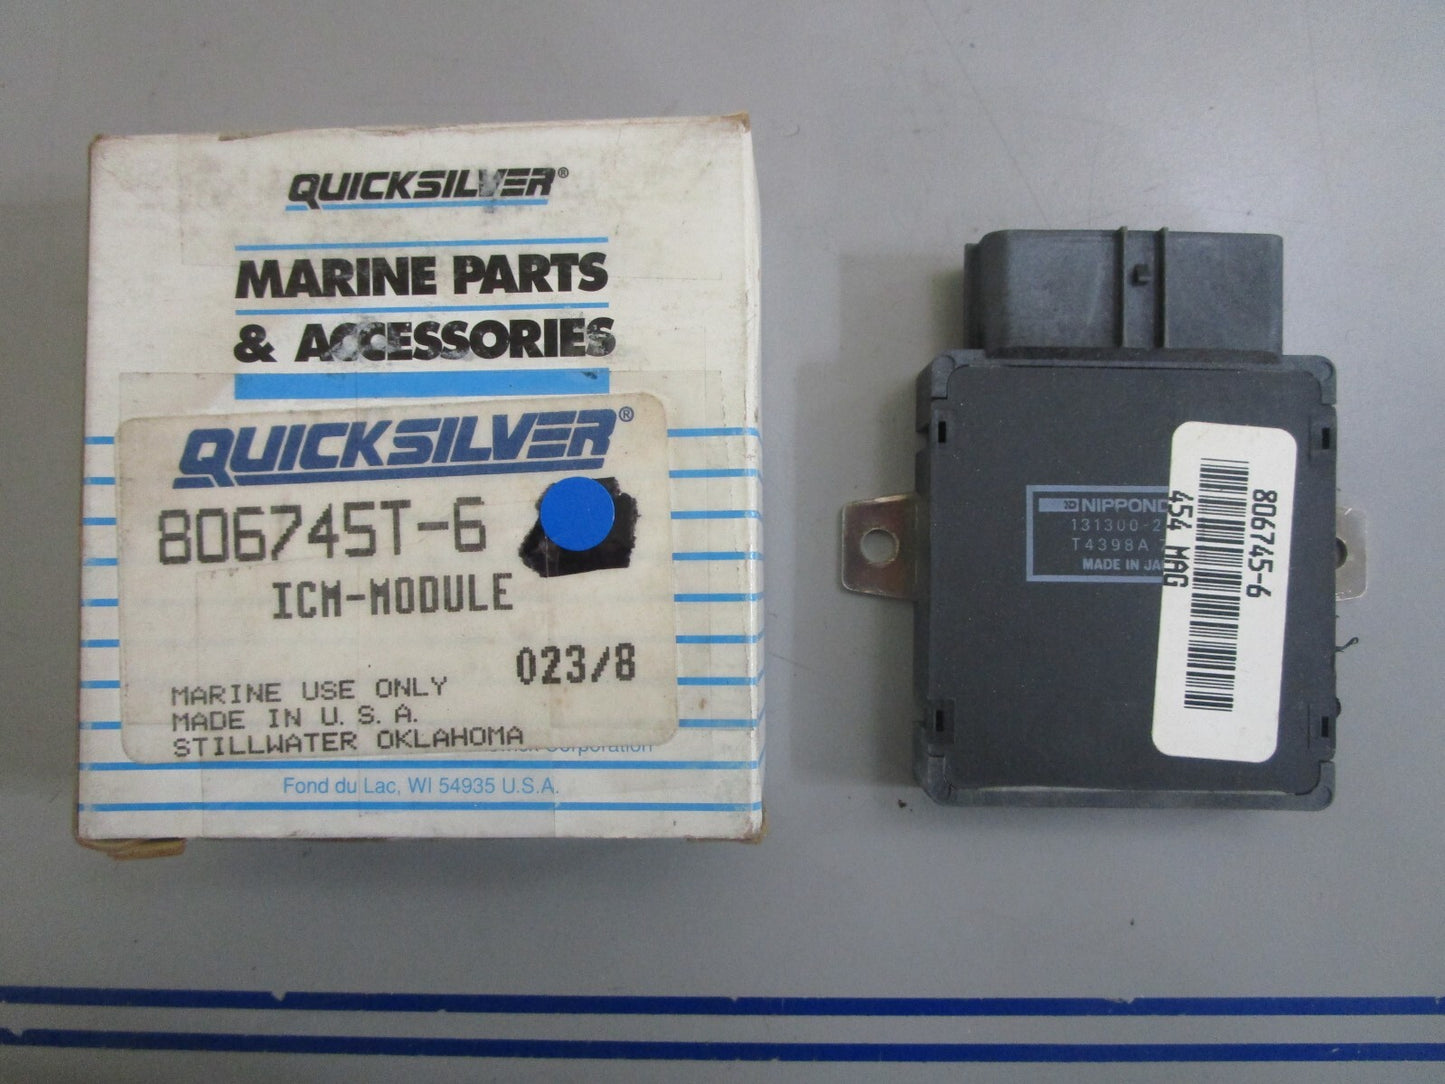 QUICKSILVER®
MARINE PARTS
& ACCESSORIES
QUICKSILVER®
806745T-6
ICM-MODULE
023/8
MARINE USE ONLY
MADE IN U.S.A.
STILLWATER OKLAHOMA
Corporation
Fond du Lac, WI 54935 U.S.A.
ND NIPPOND
131300-2
T4398A
MADE IN JA
806745-6
454 MAG